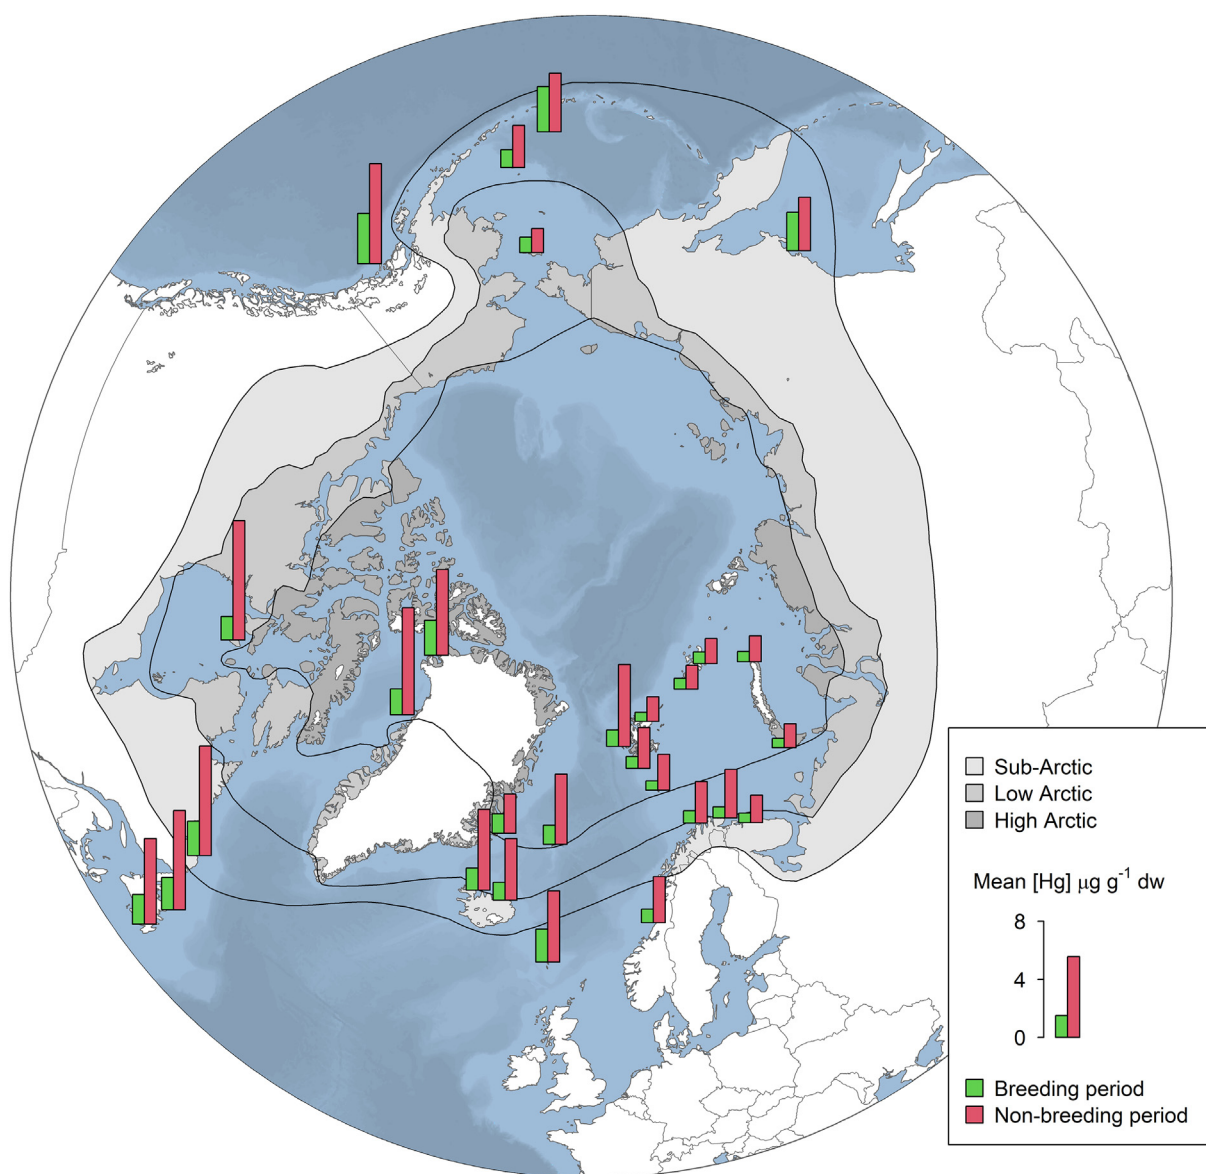 Sub-Arctic
Low Arctic
High Arctic
Mean [Hg] μg g⁻¹ dw
8
4
0
Breeding period
Non-breeding period